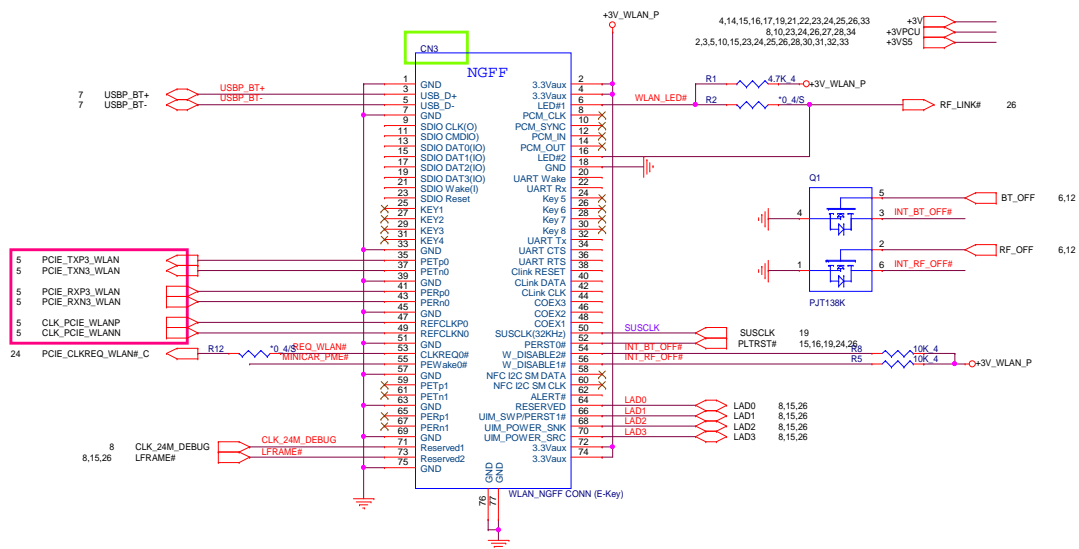 +3V_WLAN_P
4,14,15,16,17,19,21,22,23,24,25,26,33 +3V
8,10,23,24,26,27,28,34 +3VPCU
2,3,5,10,15,23,24,25,26,28,30,31,32,33 +3VS5
CN3
NGFF
1 GND 3.3Vaux 2
7 USBP_BT+ USBP_BT+ 3 USB_D+ 3.3Vaux 4
7 USBP_BT- USBP_BT- 5 USB_D- LED#1 6 WLAN_LED#
R1 4.7K_4 +3V_WLAN_P
R2 *0_4/S RF_LINK# 26
7 GND PCM_CLK 8
9 SDIO CLK(O) PCM_SYNC 10
11 SDIO CMDIO) PCM_IN 12
13 SDIO DAT0(IO) PCM_OUT 14
15 SDIO DAT1(IO) LED#2 16
17 SDIO DAT2(IO) GND 18
19 SDIO DAT3(IO) UART Wake 20
21 SDIO Wake(I) UART Rx 22
23 SDIO Reset Key 5 24
25 KEY1 Key 6 26
27 KEY2 Key 7 28
29 KEY3 Key 8 30
31 KEY4 UART Tx 32
33 GND UART CTS 34
5 PCIE_TXP3_WLAN 35 PETp0 UART RTS 36
5 PCIE_TXN3_WLAN 37 PETn0 Clink RESET 38
39 GND CLink DATA 40
5 PCIE_RXP3_WLAN 41 PERp0 CLink CLK 42
5 PCIE_RXN3_WLAN 43 PERn0 COEX3 44
45 GND COEX2 46
5 CLK_PCIE_WLANP 47 REFCLKP0 COEX1 48
5 CLK_PCIE_WLANN 49 REFCLKN0 SUSCLK(32KHz) 50 SUSCLK SUSCLK 19
51 GND PERST0# 52 PLTRST# 15,16,19,24,26
24 PCIE_CLKREQ_WLAN#_C R12 *0_4/S REQ_WLAN# 53 CLKREQ0# W_DISABLE2# 54 INT_BT_OFF# R8 10K_4
*MINICAR_PME# 55 PEWake0# W_DISABLE1# 56 INT_RF_OFF# R5 10K_4 +3V_WLAN_P
57 GND NFC I2C SM DATA 58
59 PETp1 NFC I2C SM CLK 60
61 PETn1 ALERT# 62
63 GND RESERVED 64 LAD0 LAD0 8,15,26
65 PERp1 UIM_SWP/PERST1# 66 LAD1 LAD1 8,15,26
67 PERn1 UIM_POWER_SNK 68 LAD2 LAD2 8,15,26
69 GND UIM_POWER_SRC 70 LAD3 LAD3 8,15,26
8 CLK_24M_DEBUG CLK_24M_DEBUG 71 Reserved1 3.3Vaux 72
8,15,26 LFRAME# LFRAME# 73 Reserved2 3.3Vaux 74
75 GND
GND GND
76 77
WLAN_NGFF CONN (E-Key)
Q1
5 BT_OFF 6,12
4 3 INT_BT_OFF#
2 RF_OFF 6,12
1 6 INT_RF_OFF#
PJT138K